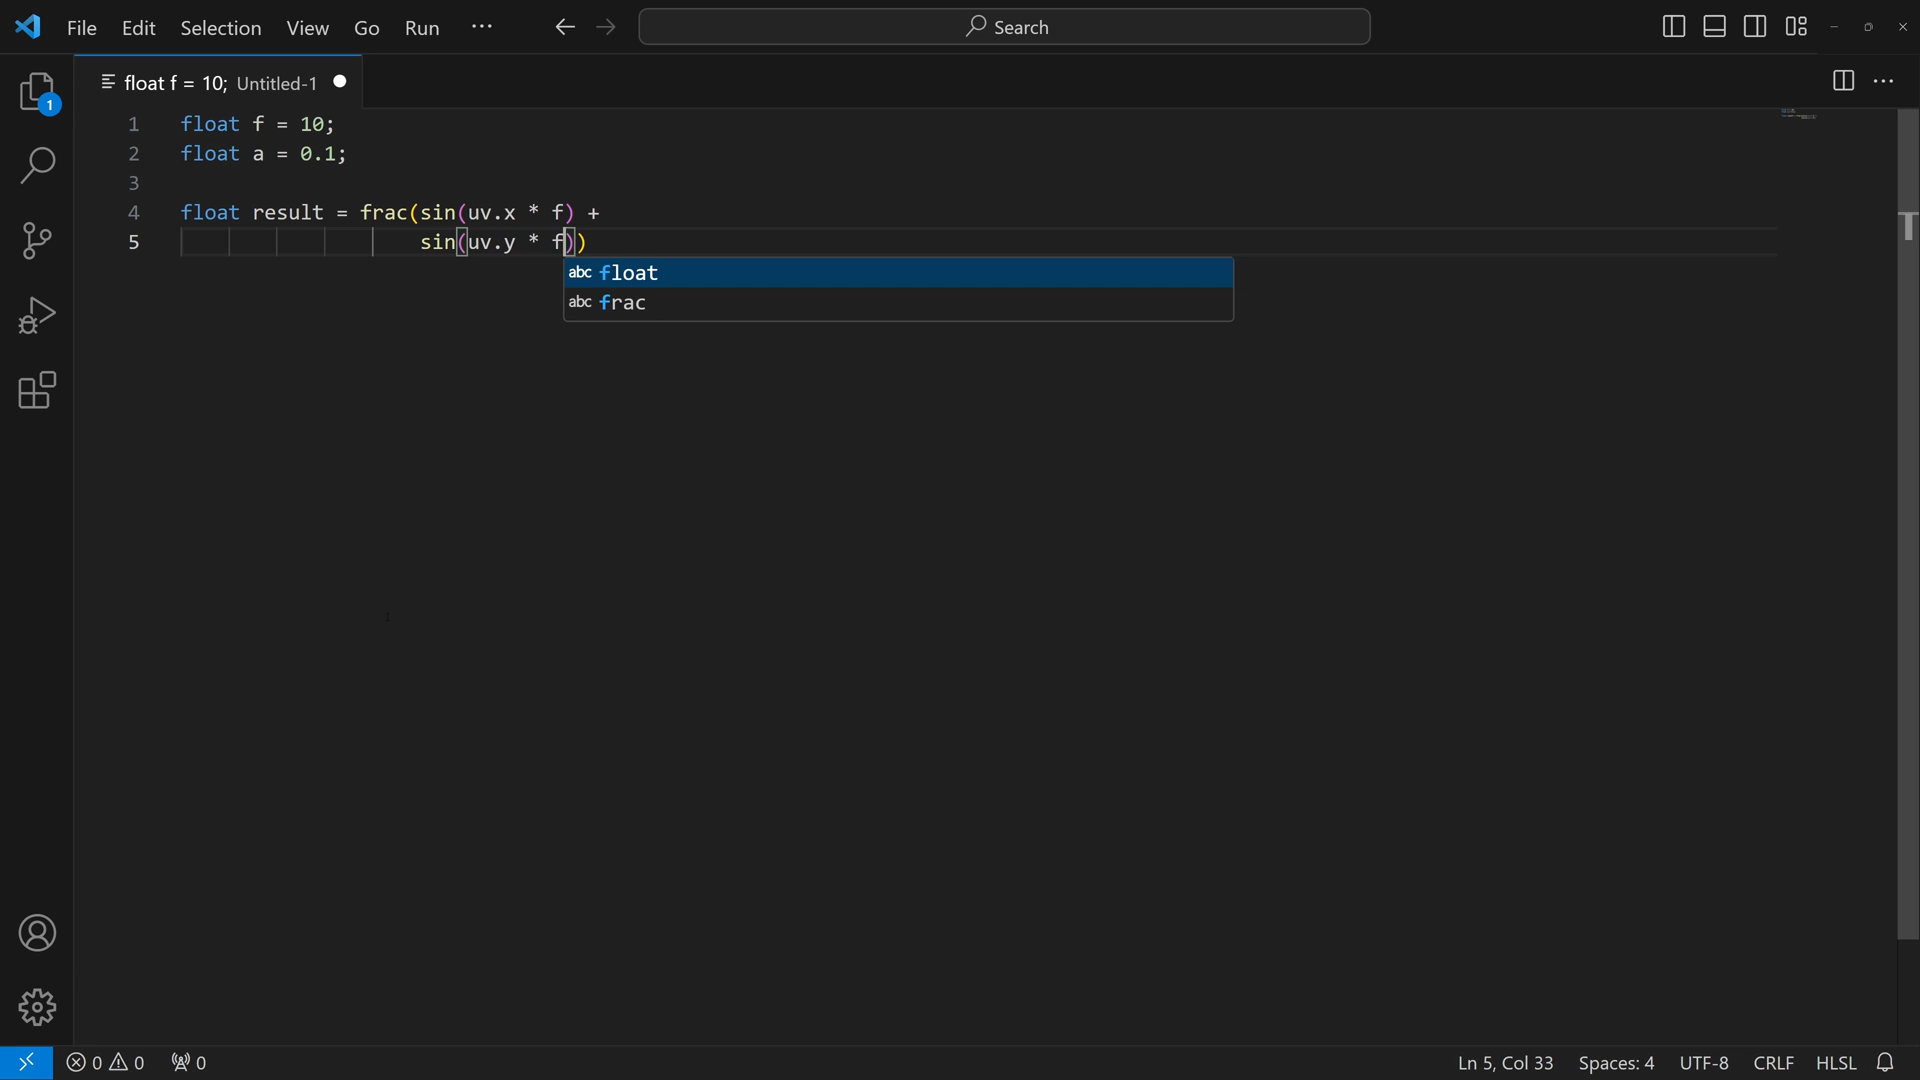 File Edit Selection View Go Run ··· Search
1
float f = 10; Untitled-1
1 float f = 10;
2 float a = 0.1;
3
4 float result = frac(sin(uv.x * f) +
5 sin(uv.y * f))
abc float
abc frac
0 0 0 Ln 5, Col 33 Spaces: 4 UTF-8 CRLF HLSL